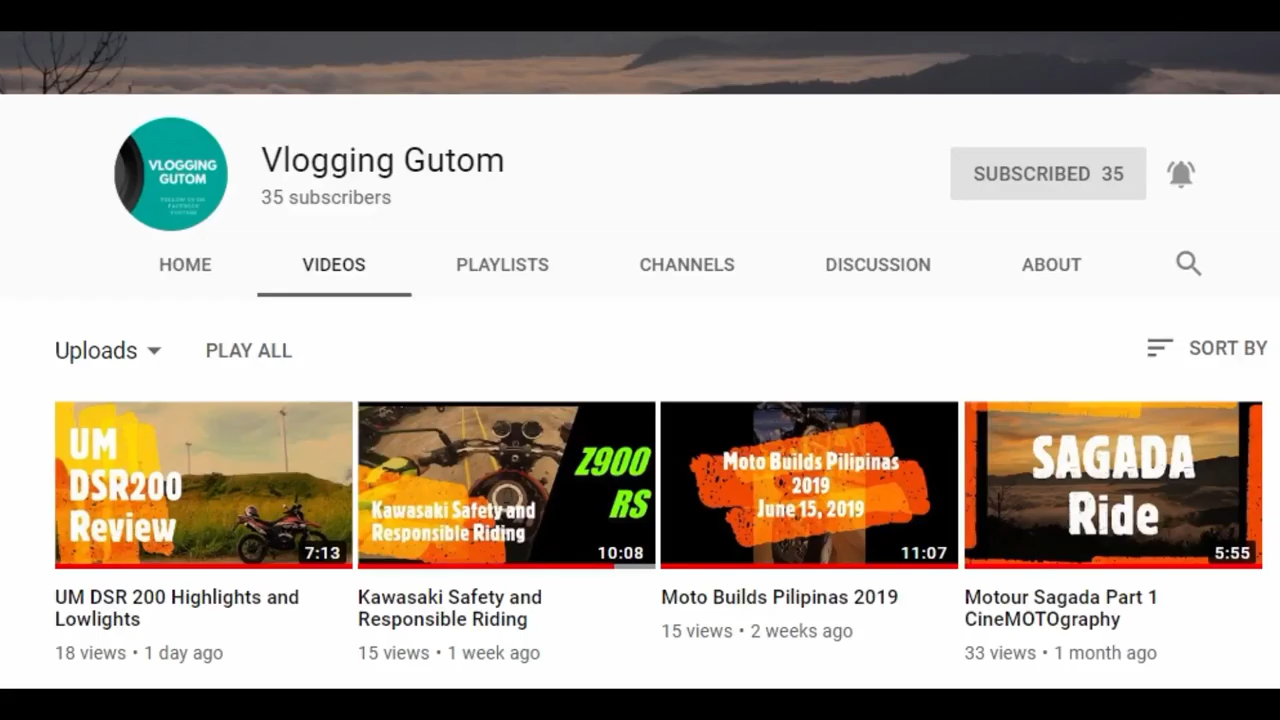 VLOGGING
GUTOM
Vlogging Gutom
35 subscribers
SUBSCRIBED 35
HOME VIDEOS PLAYLISTS CHANNELS DISCUSSION ABOUT
Uploads PLAY ALL SORT BY
UM
DSR200
Review
7:13
Z900
RS
Kawasaki Safety and
Responsible Riding
10:08
Moto Builds Pilipinas
2019
June 15, 2019
11:07
SAGADA
Ride
5:55
UM DSR 200 Highlights and
Lowlights
18 views • 1 day ago
Kawasaki Safety and
Responsible Riding
15 views • 1 week ago
Moto Builds Pilipinas 2019
15 views • 2 weeks ago
Motour Sagada Part 1
CineMOTOgraphy
33 views • 1 month ago